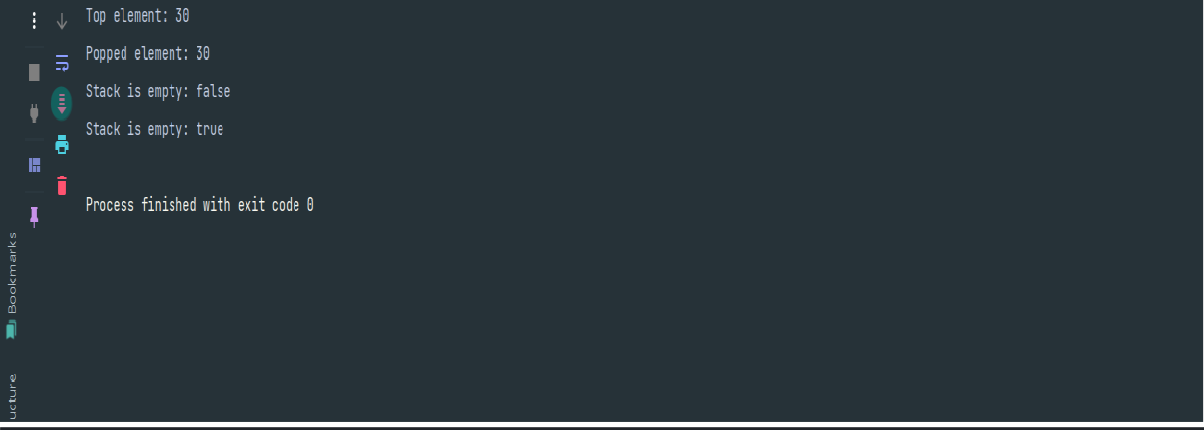 Top element: 30
Popped element: 30
Stack is empty: false
Stack is empty: true
Process finished with exit code 0
Bookmarks
ucture